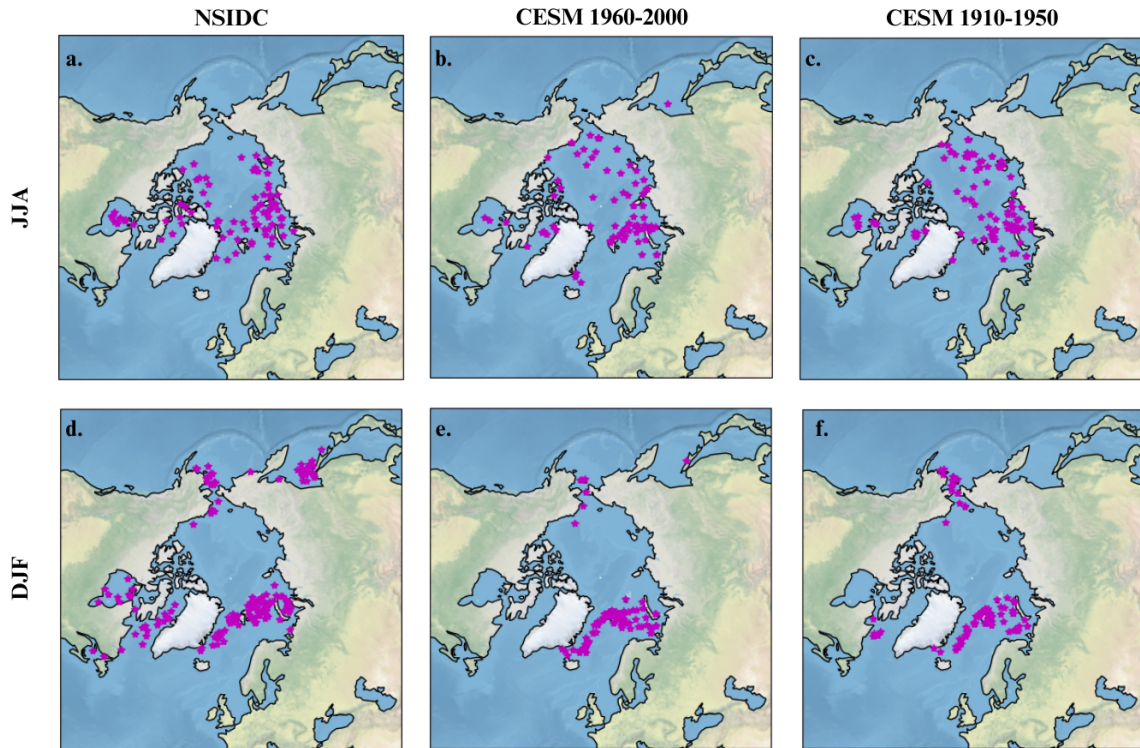 NSIDC
CESM 1960-2000
CESM 1910-1950
JJA
a.
b.
c.
DJF
d.
e.
f.